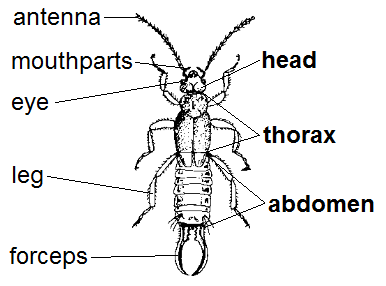 antenna
mouthparts
head
eye
thorax
leg
abdomen
forceps